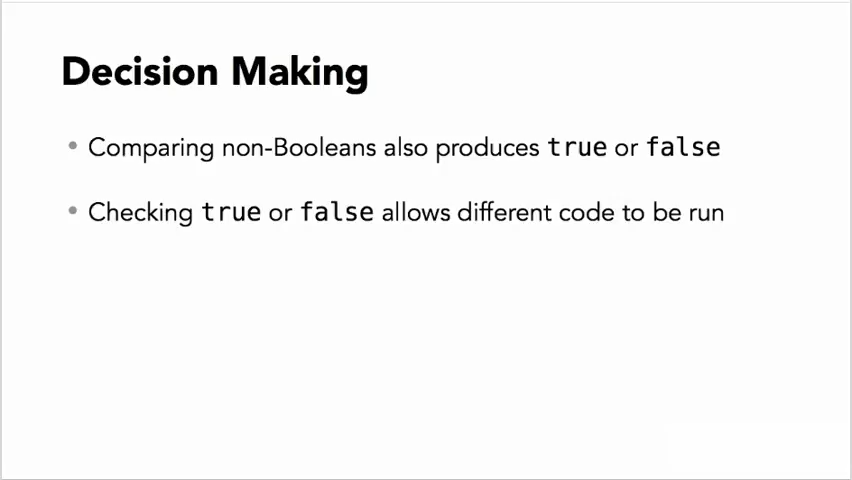 Decision Making
• Comparing non-Booleans also produces true or false
• Checking true or false allows different code to be run